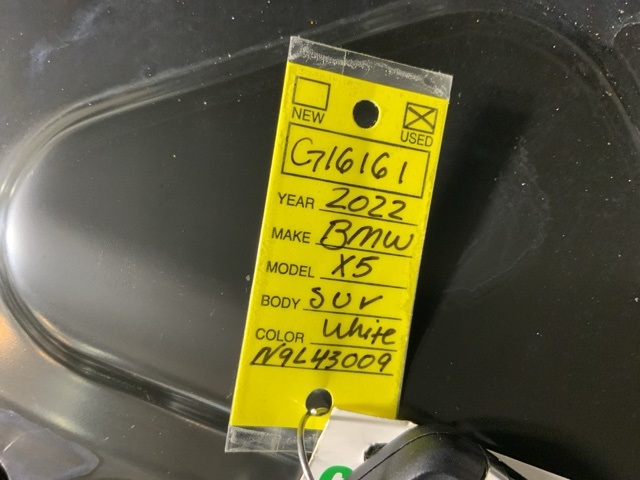 NEW USED
G16161
YEAR 2022
MAKE BMW
MODEL X5
BODY SUV
COLOR White
N9L43009